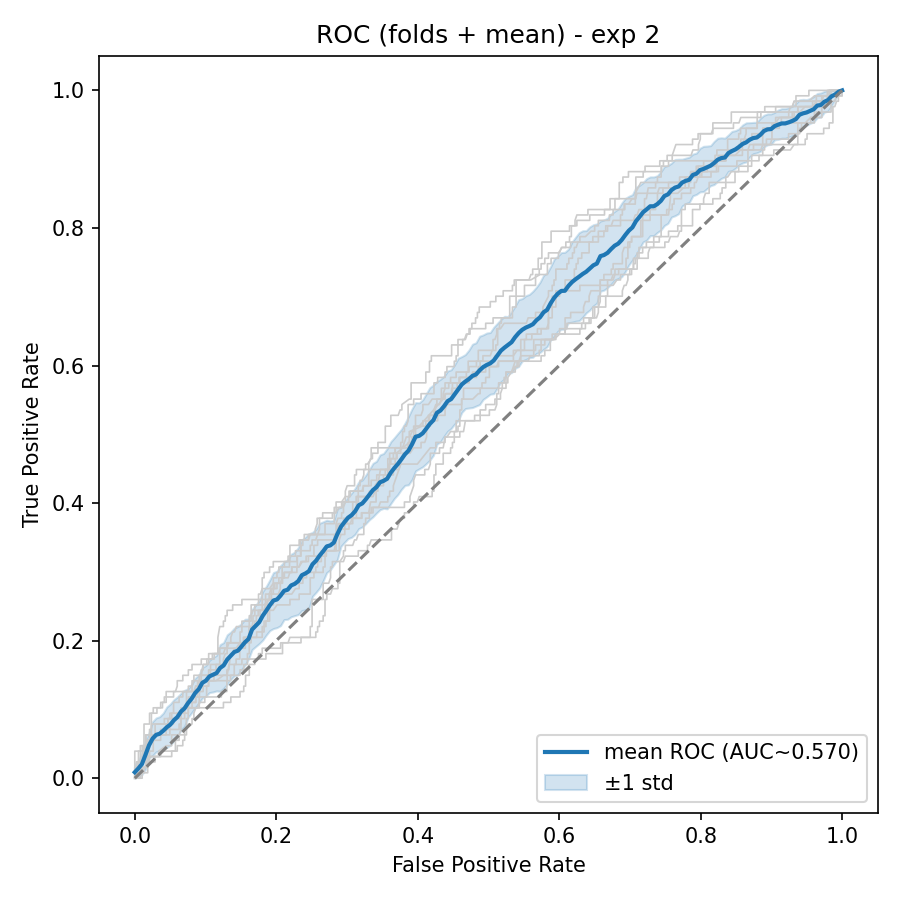 ROC (folds + mean) - exp 2
1.0
0.8
0.6
0.4
0.2
0.0
True Positive Rate
mean ROC (AUC~0.570)
±1 std
0.0 0.2 0.4 0.6 0.8 1.0
False Positive Rate